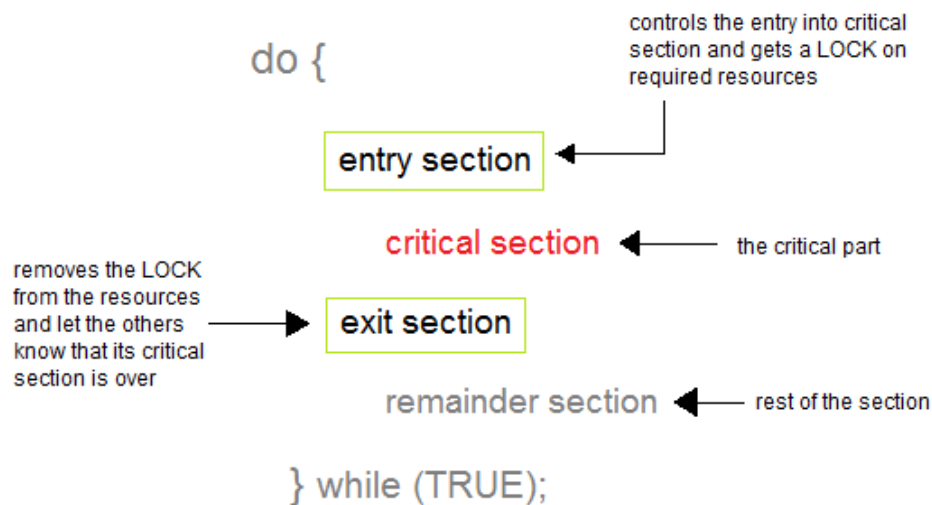 controls the entry into critical
section and gets a LOCK on
required resources
do {
entry section
critical section
the critical part
removes the LOCK
from the resources
and let the others
know that its critical
section is over
exit section
remainder section
rest of the section
} while (TRUE);